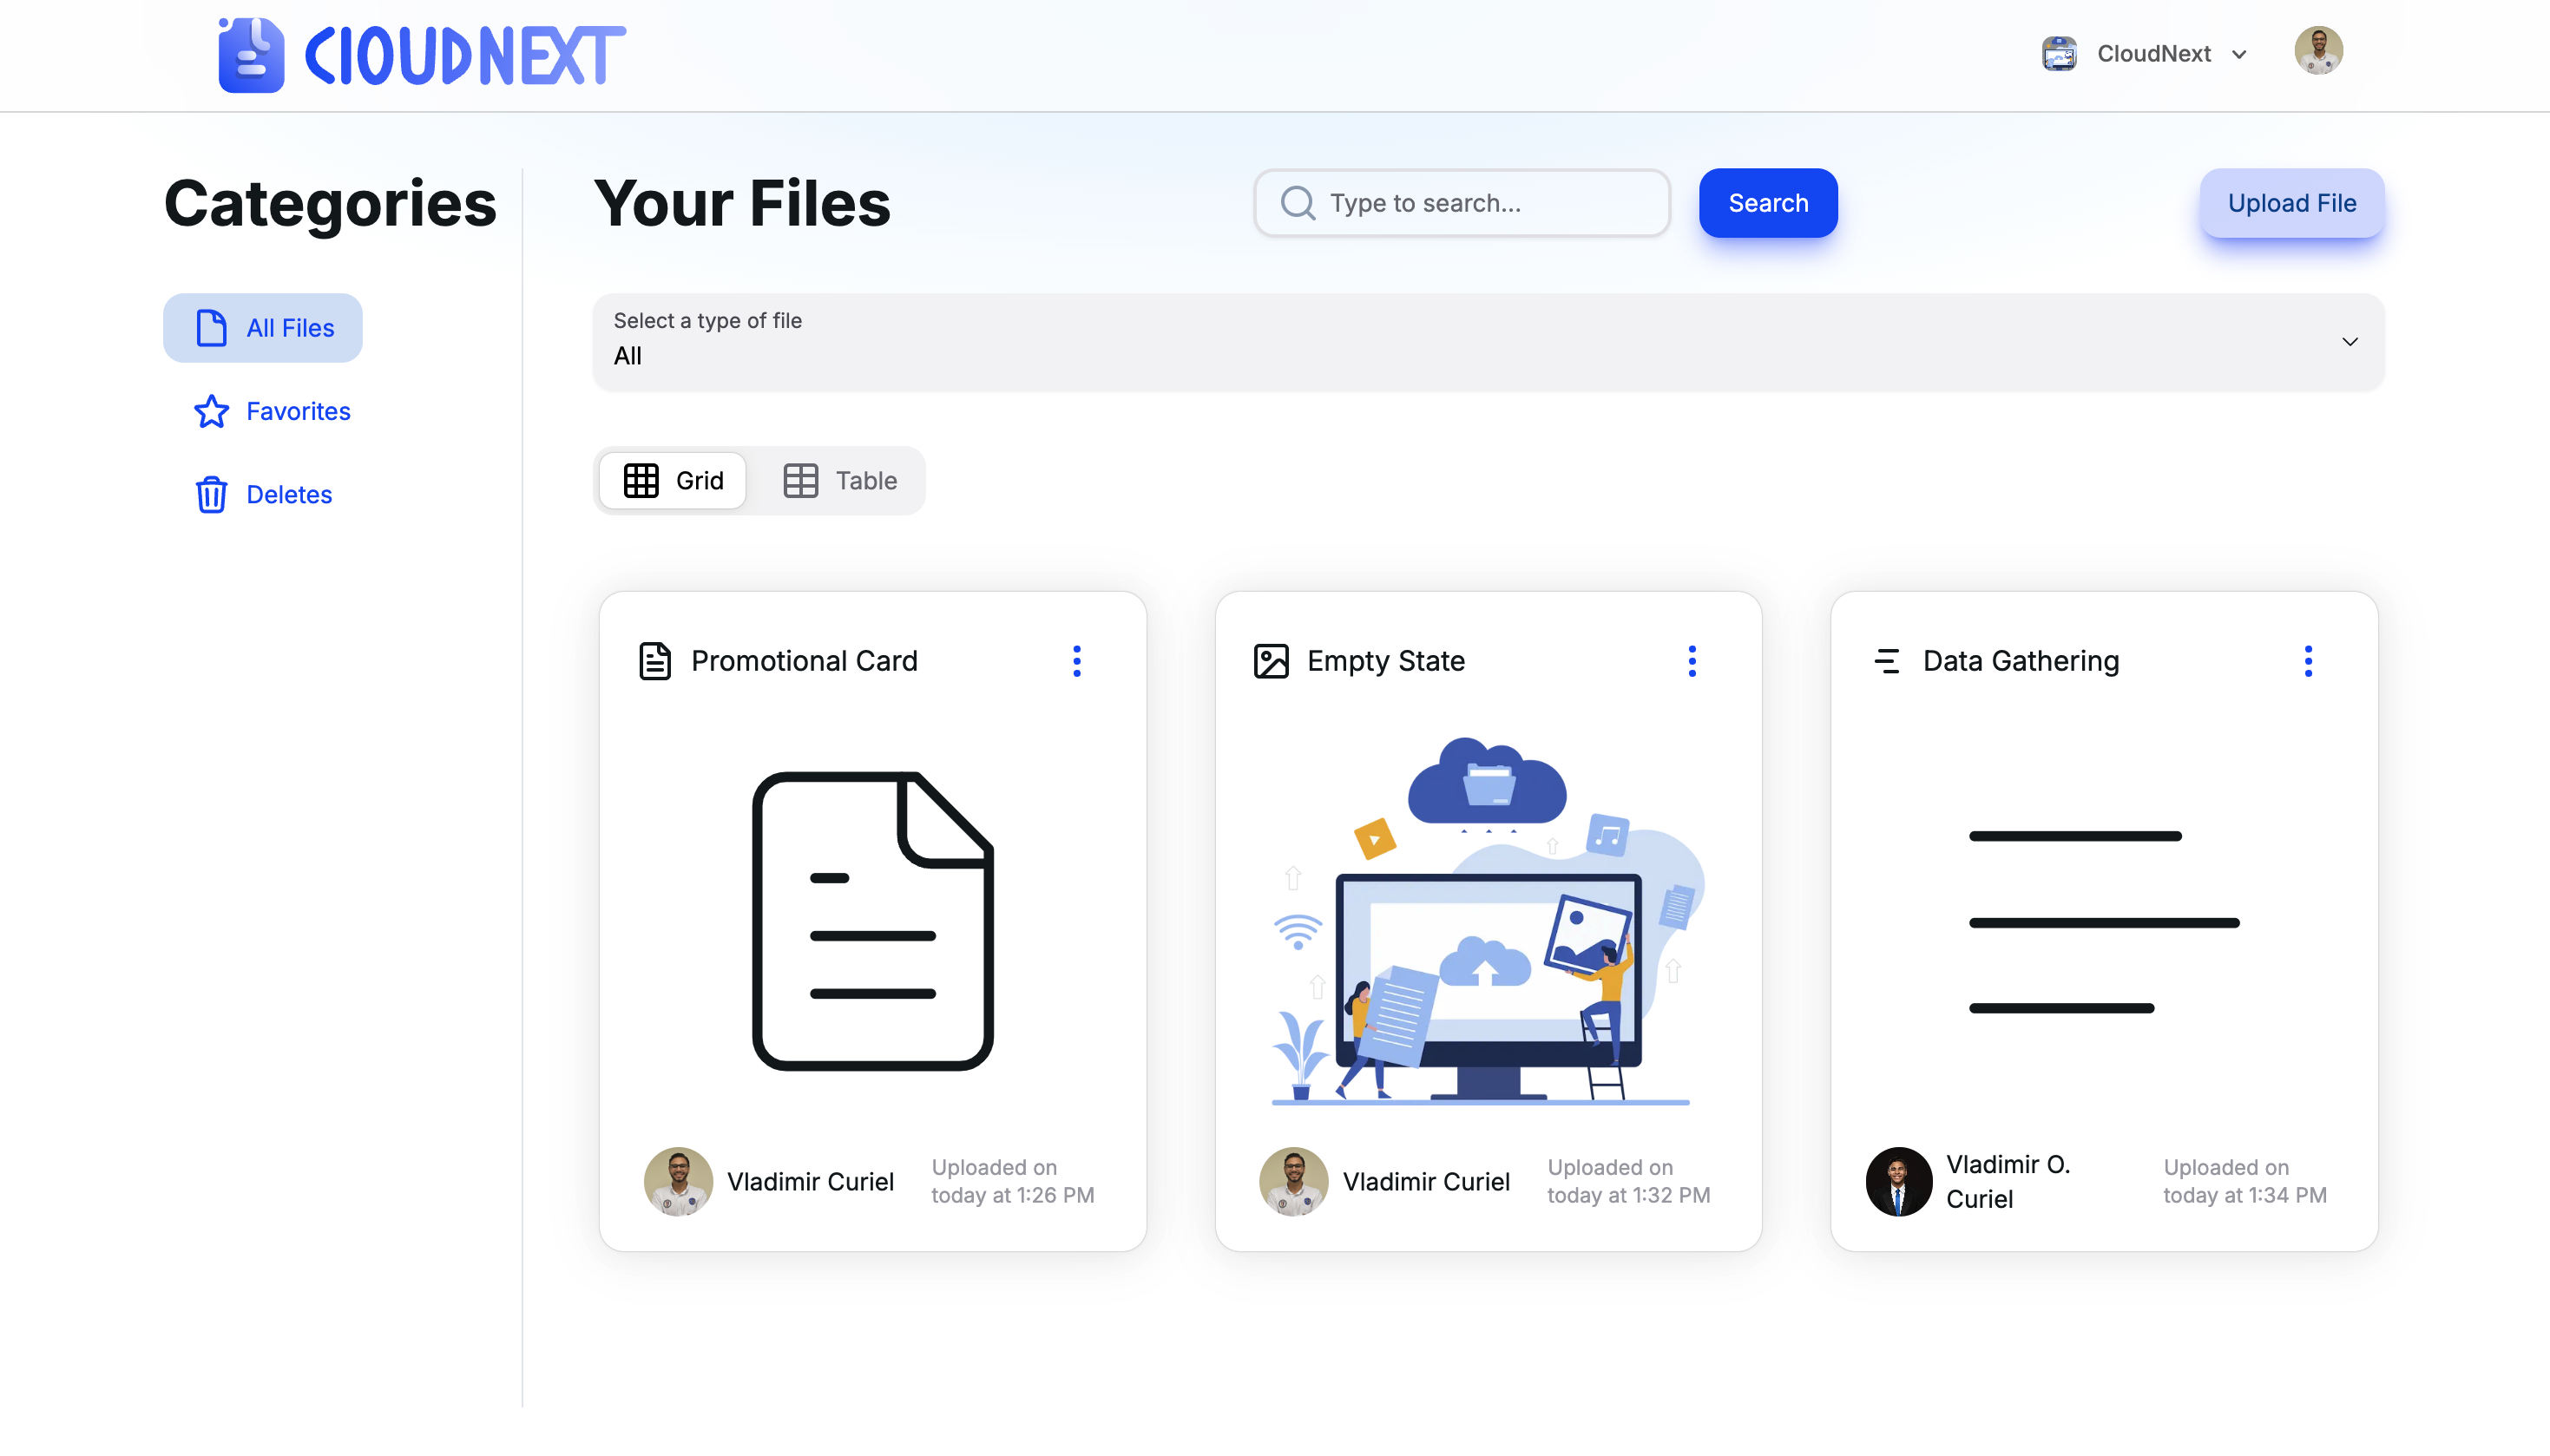 CLOUDNEXT
CloudNext
Categories
All Files
Favorites
Deletes
Your Files
Type to search...
Search
Upload File
Select a type of file
All
Grid
Table
Promotional Card
Vladimir Curiel
Uploaded on
today at 1:26 PM
Empty State
Vladimir Curiel
Uploaded on
today at 1:32 PM
Data Gathering
Vladimir O.
Curiel
Uploaded on
today at 1:34 PM